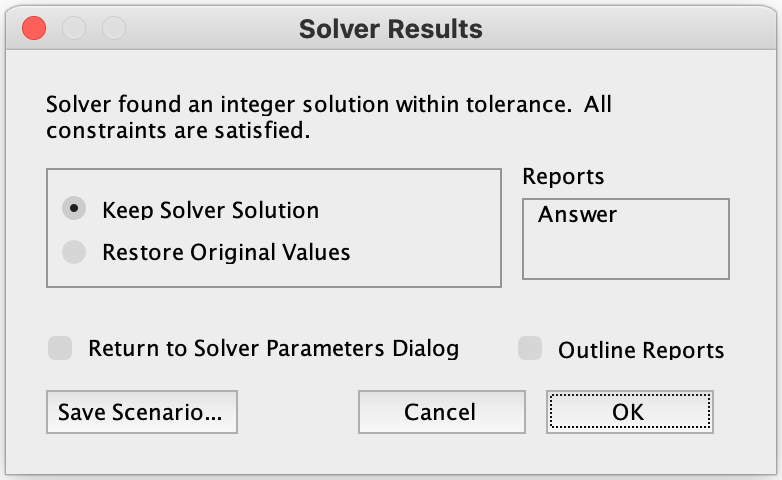 Solver Results
Solver found an integer solution within tolerance.  All
constraints are satisfied.
Keep Solver Solution
Restore Original Values
Reports
Answer
Return to Solver Parameters Dialog
Outline Reports
Save Scenario...
Cancel
OK